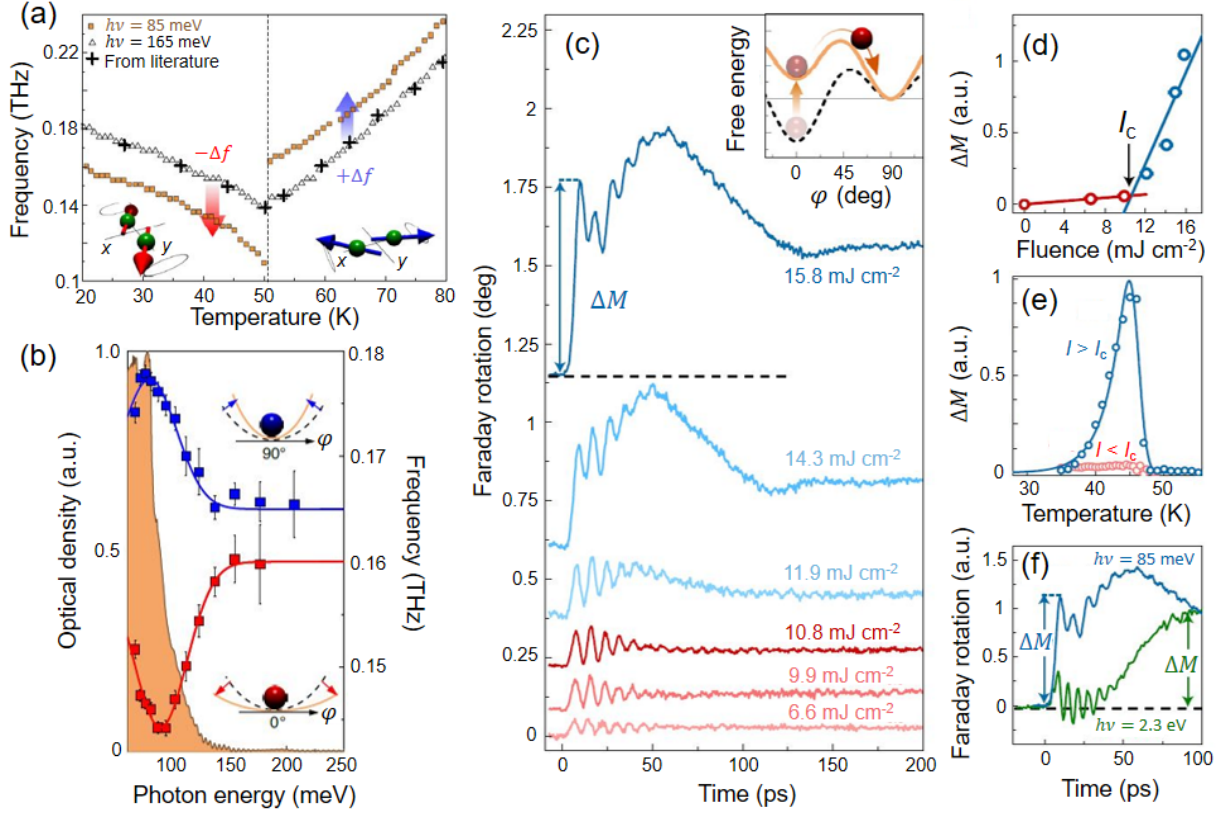 (a)
hν = 85 meV
hν = 165 meV
From literature
−Δf
+Δf
x
y
x
y
Frequency (THz)
0.22
0.18
0.14
0.1
20
30
40
50
60
70
80
Temperature (K)
(b)
Optical density (a.u.)
1.0
0.5
0
0.18
0.17
0.16
0.15
Frequency (THz)
90°
φ
0°
φ
100
150
200
250
Photon energy (meV)
(c)
Faraday rotation (deg)
2.25
2
1.75
1.5
1.25
1
0.75
0.5
0.25
0
ΔM
15.8 mJ cm-2
14.3 mJ cm-2
11.9 mJ cm-2
10.8 mJ cm-2
9.9 mJ cm-2
6.6 mJ cm-2
0
50
100
150
200
Time (ps)
Free energy
0
45
90
φ (deg)
(d)
ΔM (a.u.)
1
0.5
0
Ic
0
4
8
12
16
Fluence (mJ cm-2)
(e)
ΔM (a.u.)
1
0.5
0
I > Ic
I < Ic
30
40
50
Temperature (K)
(f)
Faraday rotation (a.u.)
1.5
1.0
0.5
0
hν = 85 meV
ΔM
ΔM
hν = 2.3 eV
0
50
100
Time (ps)